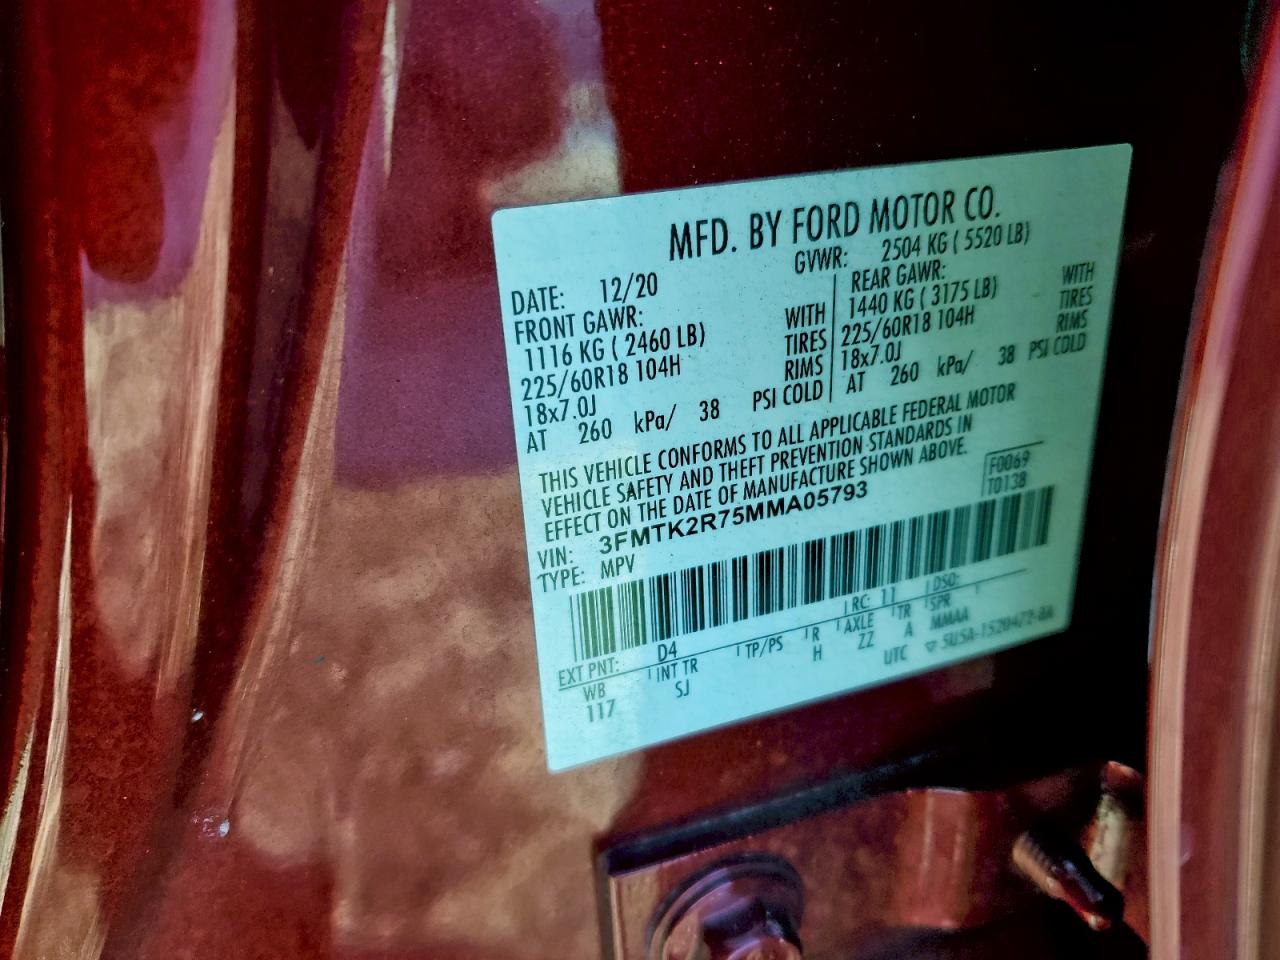 MFD. BY FORD MOTOR CO.
DATE: 12/20 GVWR: 2504 KG ( 5520 LB)
FRONT GAWR: REAR GAWR:
1116 KG ( 2460 LB) WITH 1440 KG ( 3175 LB) WITH
225/60R18 104H TIRES 225/60R18 104H TIRES
18x7.0J RIMS 18x7.0J RIMS
AT 260 kPa/ 38 PSI COLD AT 260 kPa/ 38 PSI COLD
THIS VEHICLE CONFORMS TO ALL APPLICABLE FEDERAL MOTOR
VEHICLE SAFETY AND THEFT PREVENTION STANDARDS IN
EFFECT ON THE DATE OF MANUFACTURE SHOWN ABOVE.
VIN: 3FMTK2R75MMA05793 F0069
TYPE: MPV T0138
EXT PNT: D4 RC: 11 DSO:
WB INT TR TP/PS R AXLE TR SPR
117 SJ H ZZ A MMAA
UTC ▽ SU5A-1520472-BA